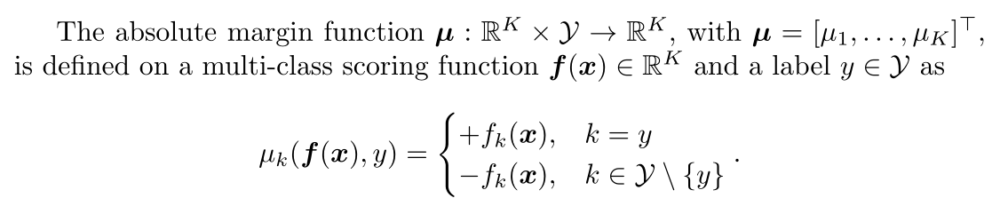 The absolute margin function $\boldsymbol{\mu} : \mathbb{R}^K \times \mathcal{Y} \to \mathbb{R}^K$, with $\boldsymbol{\mu} = [\mu_1, \ldots, \mu_K]^\top$,
is defined on a multi-class scoring function $\boldsymbol{f}(\boldsymbol{x}) \in \mathbb{R}^K$ and a label $y \in \mathcal{Y}$ as
$\mu_k(\boldsymbol{f}(\boldsymbol{x}), y) = \begin{cases} +f_k(\boldsymbol{x}), & k = y \\ -f_k(\boldsymbol{x}), & k \in \mathcal{Y} \setminus \{y\} \end{cases}.$